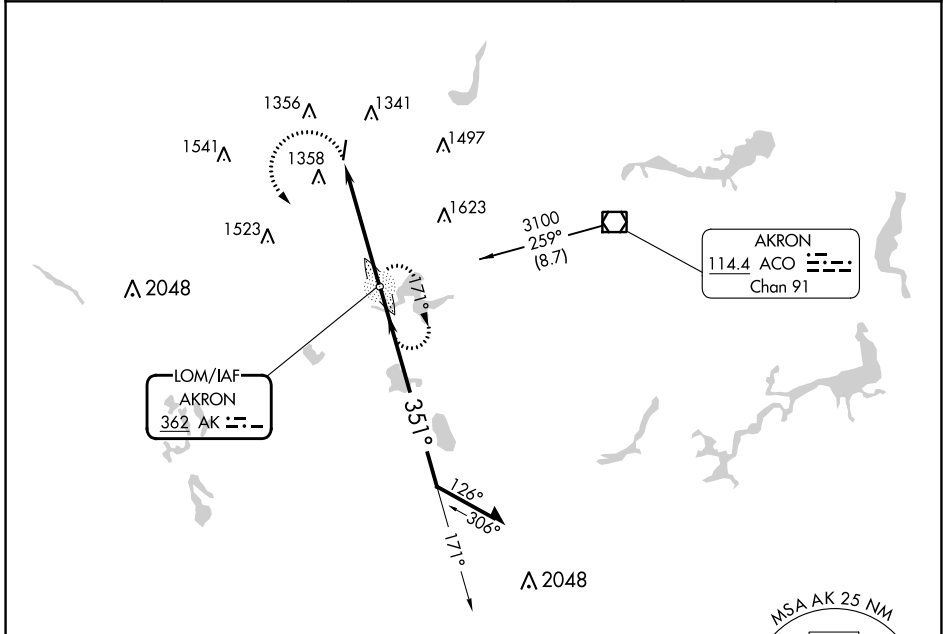 1356
1341
1541
1358
1497
1523
1623
3100
259°
(8.7)
AKRON
114.4 ACO
Chan 91
2048
171°
LOM/IAF
AKRON
362 AK
351°
126°
306°
171°
2048
MSA AK 25 NM